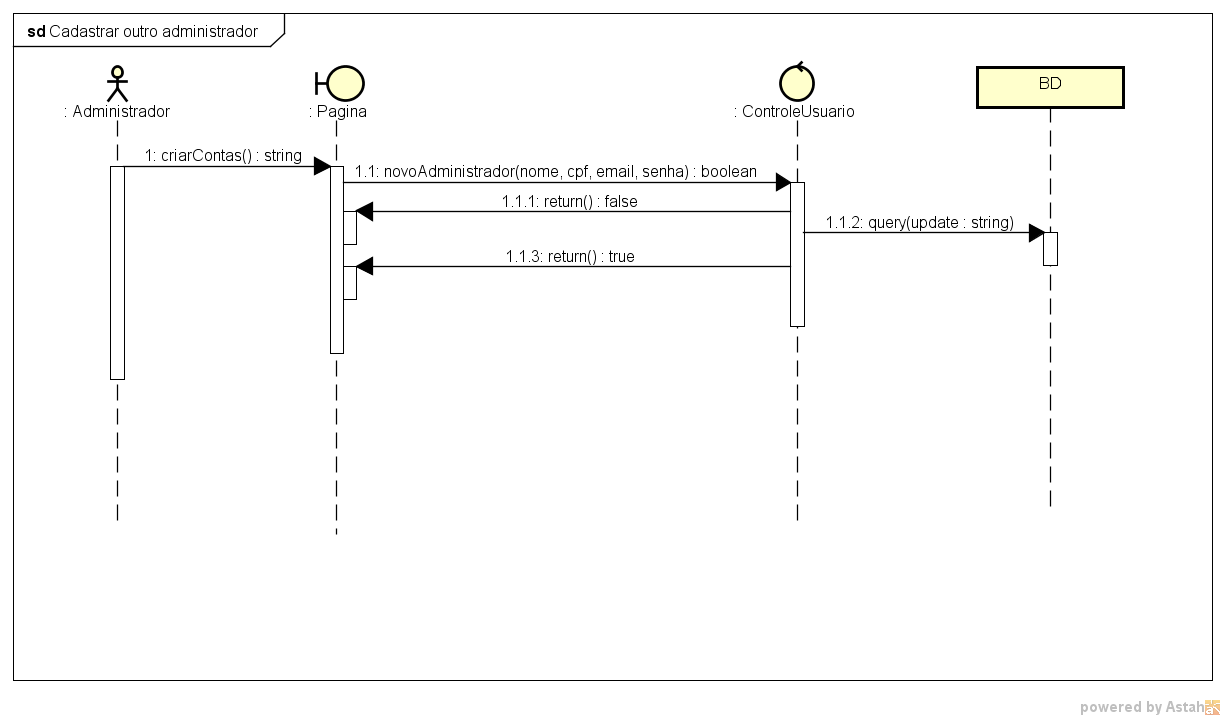 sd Cadastrar outro administrador
: Administrador
: Pagina
: ControleUsuario
BD
1: criarContas() : string
1.1: novoAdministrador(nome, cpf, email, senha) : boolean
1.1.1: return() : false
1.1.2: query(update : string)
1.1.3: return() : true
powered by Astah